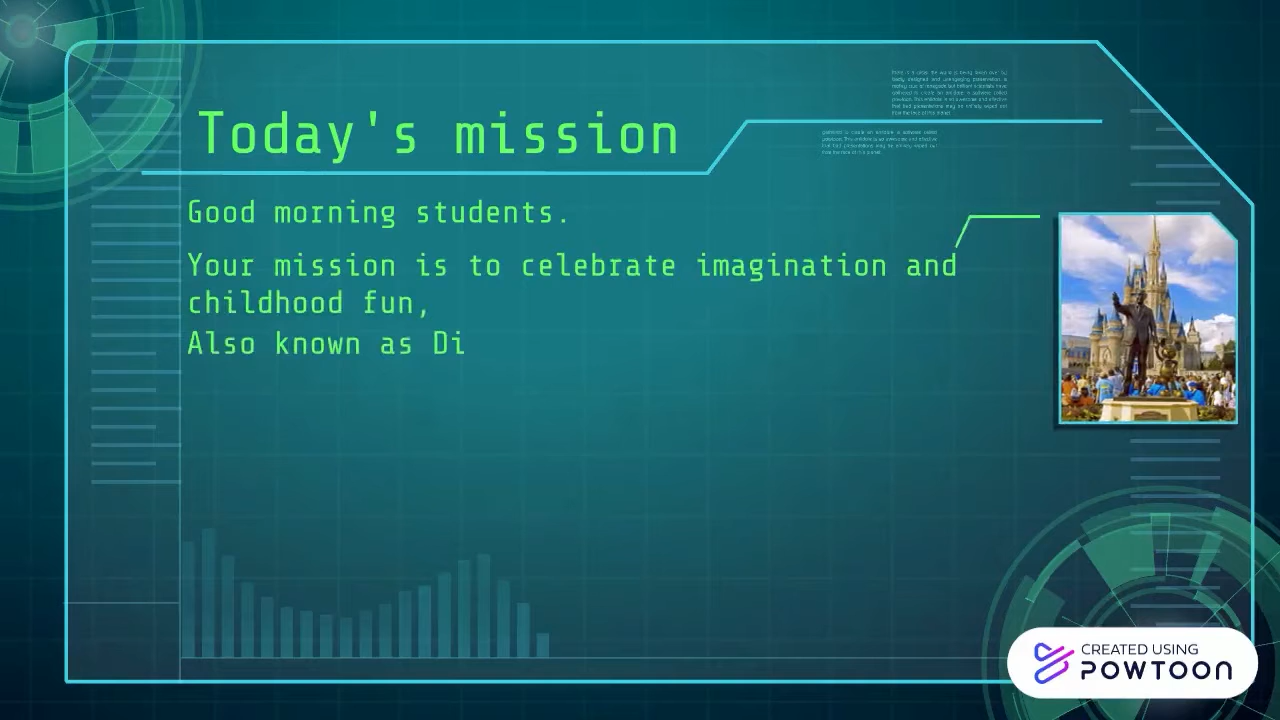 Today's mission
Good morning students.
Your mission is to celebrate imagination and
childhood fun,
Also known as Di
CREATED USING
POWTOON